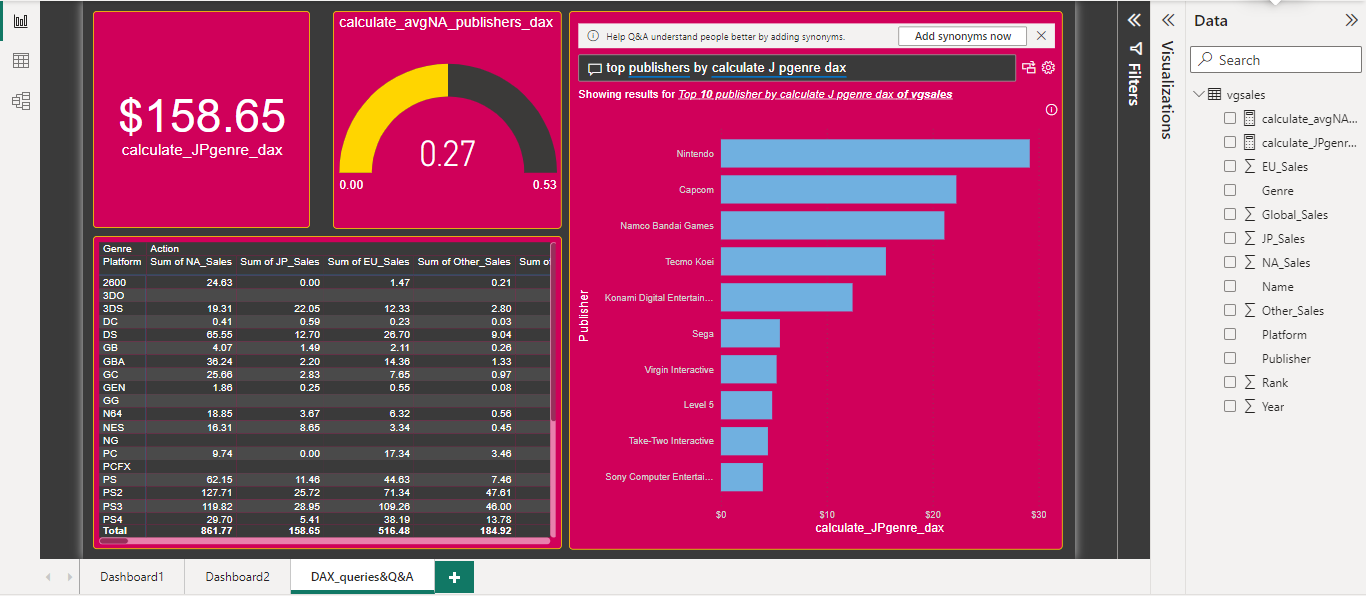 $158.65
calculate_JPgenre_dax
calculate_avgNA_publishers_dax
0.27
0.00 0.53
Genre Action
Platform Sum of NA_Sales Sum of JP_Sales Sum of EU_Sales Sum of Other_Sales Sum of
2600 24.63 0.00 1.47 0.21
3DO
3DS 19.31 22.05 12.33 2.80
DC 0.41 0.59 0.23 0.03
DS 65.55 12.70 26.70 9.04
GB 4.07 1.49 2.11 0.26
GBA 36.24 2.20 14.36 1.33
GC 25.66 2.83 7.65 0.97
GEN 1.86 0.25 0.55 0.08
GG
N64 18.85 3.67 6.32 0.56
NES 16.31 8.65 3.34 0.45
NG
PC 9.74 0.00 17.34 3.46
PCFX
PS 62.15 11.46 44.63 7.46
PS2 127.71 25.72 71.34 47.61
PS3 119.82 28.95 109.26 46.00
PS4 29.70 5.41 38.19 13.78
Total 861.77 158.65 516.48 184.92
Help Q&A understand people better by adding synonyms. Add synonyms now
top publishers by calculate J pgenre dax
Showing results for Top 10 publisher by calculate J pgenre dax of vgsales
Publisher
Nintendo
Capcom
Namco Bandai Games
Tecmo Koei
Konami Digital Entertain...
Sega
Virgin Interactive
Level 5
Take-Two Interactive
Sony Computer Entertai...
$0 $10 $20 $30
calculate_JPgenre_dax
Filters
Visualizations
Data
Search
vgsales
calculate_avgNA...
calculate_JPgenr...
EU_Sales
Genre
Global_Sales
JP_Sales
NA_Sales
Name
Other_Sales
Platform
Publisher
Rank
Year
Dashboard1 Dashboard2 DAX_queries&Q&A